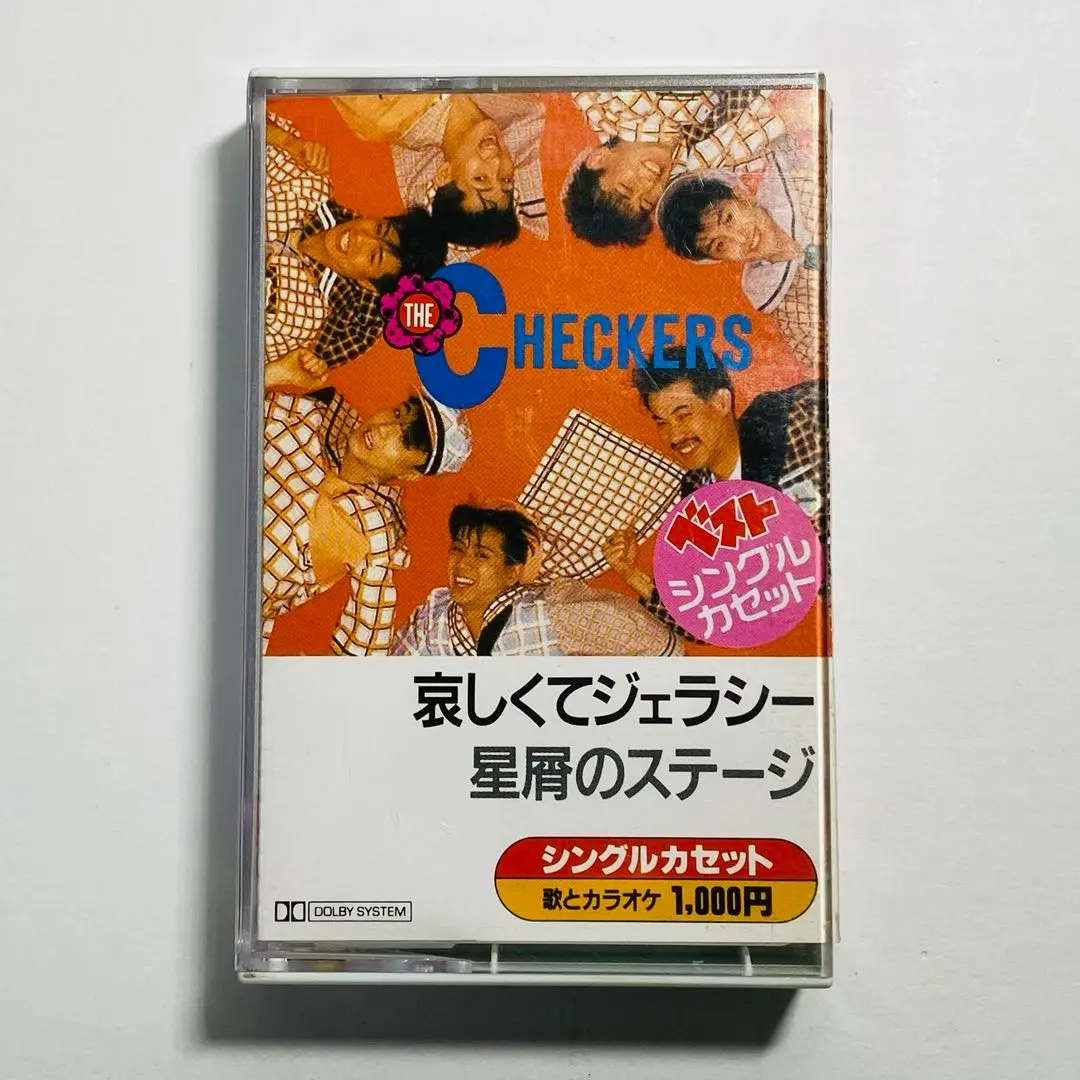 THE CHECKERS
ベスト
シングル
カセット
哀しくてジェラシー
星屑のステージ
シングルカセット
歌とカラオケ 1,000円
DOLBY SYSTEM